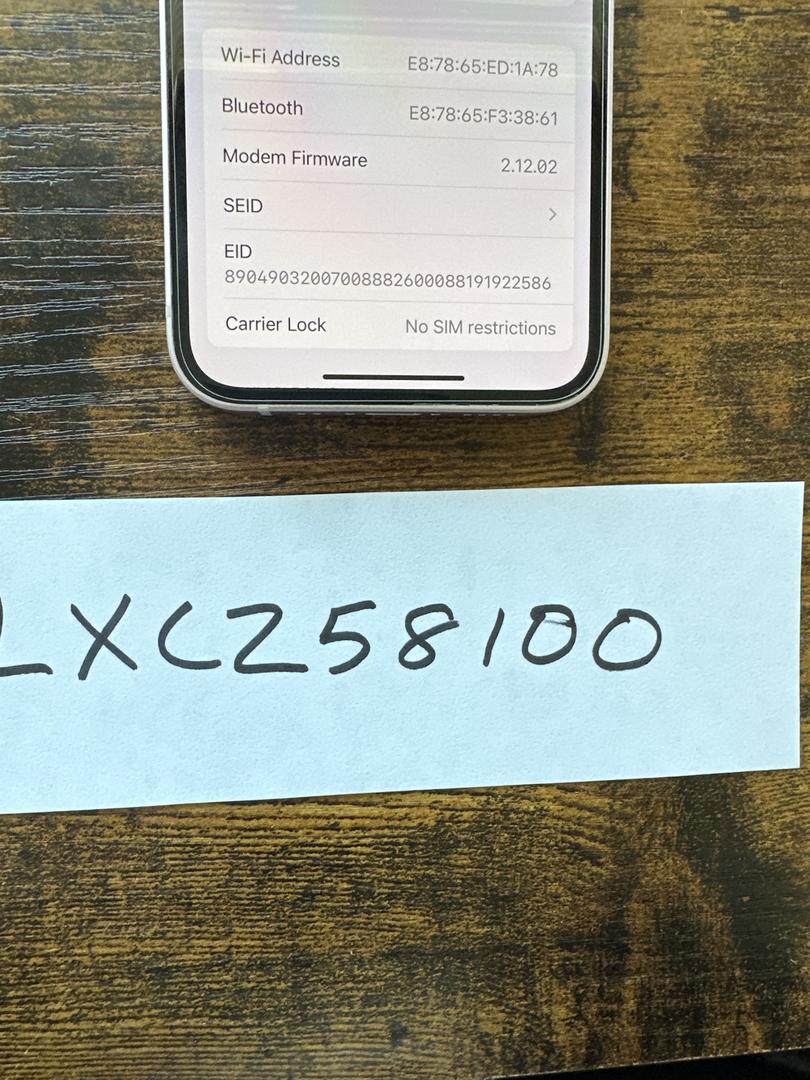 Wi-Fi Address E8:78:65:ED:1A:78
Bluetooth E8:78:65:F3:38:61
Modem Firmware 2.12.02
SEID
EID
89049032007008882600088191922586
Carrier Lock No SIM restrictions
LXCZ58100